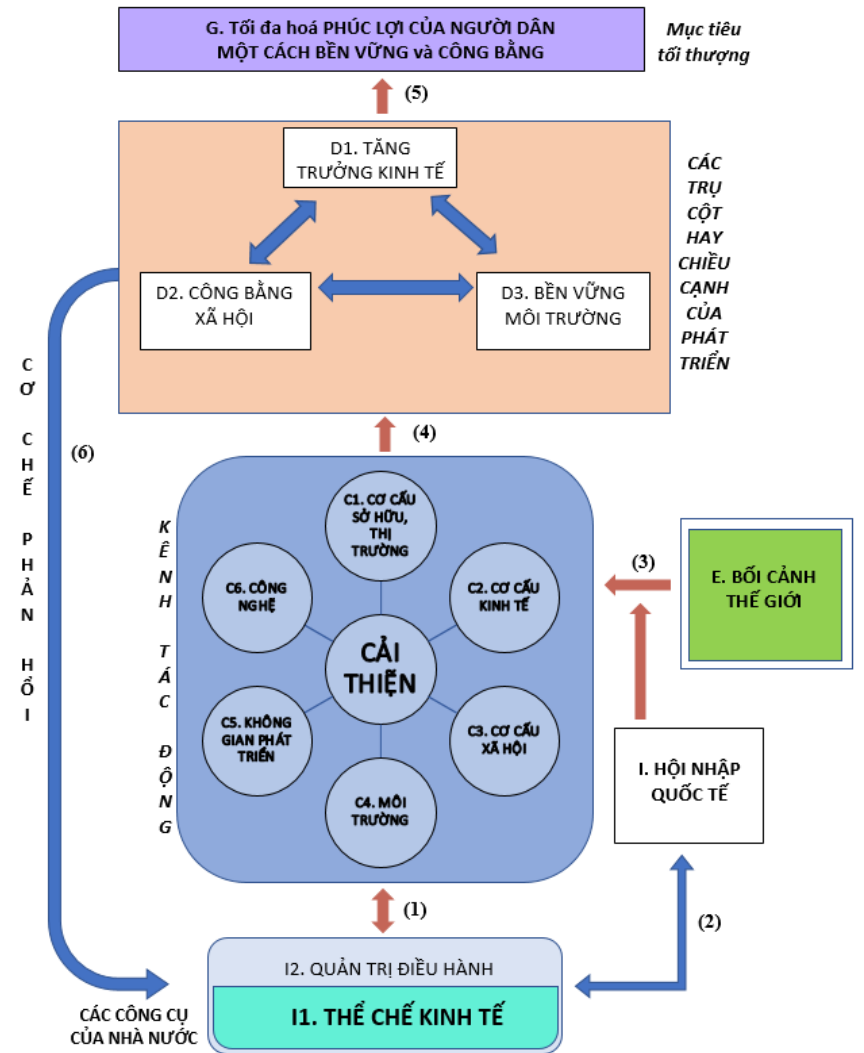 G. Tối đa hoá PHÚC LỢI CỦA NGƯỜI DÂN
MỘT CÁCH BỀN VỮNG và CÔNG BẰNG
Mục tiêu
tối thượng
(5)
D1. TĂNG
TRƯỞNG KINH TẾ
D2. CÔNG BẰNG
XÃ HỘI
D3. BỀN VỮNG
MÔI TRƯỜNG
CÁC
TRỤ
CỘT
HAY
CHIỀU
CẠNH
CỦA
PHÁT
TRIỂN
CƠ CHẾ PHẢN HỔI
(6)
(4)
KÊNH TÁC ĐỘNG
C1. CƠ CẤU
SỞ HỮU,
THỊ
TRƯỜNG
C2. CƠ CẤU
KINH TẾ
C3. CƠ CẤU
XÃ HỘI
C4. MÔI
TRƯỜNG
C5. KHÔNG
GIAN PHÁT
TRIỂN
C6. CÔNG
NGHỆ
CẢI
THIỆN
(3)
E. BỐI CẢNH
THẾ GIỚI
I. HỘI NHẬP
QUỐC TẾ
(1)
(2)
I2. QUẢN TRỊ ĐIỀU HÀNH
I1. THỂ CHẾ KINH TẾ
CÁC CÔNG CỤ
CỦA NHÀ NƯỚC